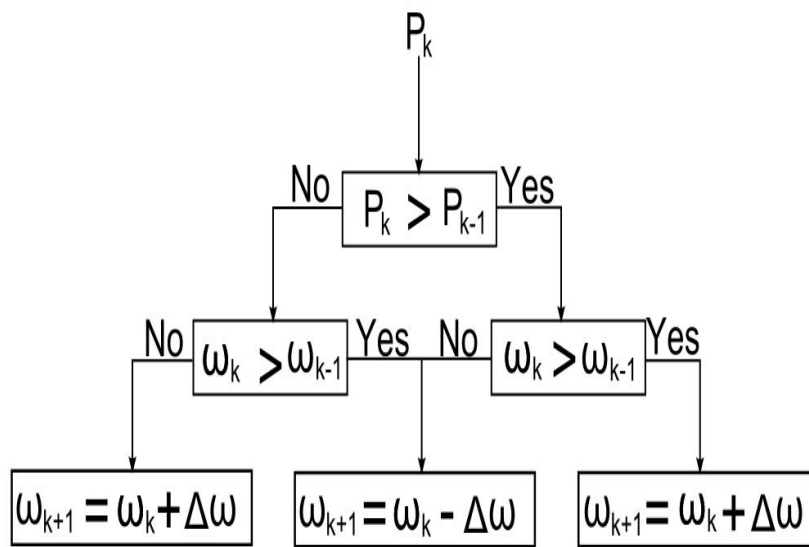 Pₖ
No Yes
Pₖ > Pₖ₋₁
No Yes No Yes
ωₖ > ωₖ₋₁ ωₖ > ωₖ₋₁
ωₖ₊₁ = ωₖ + Δω ωₖ₊₁ = ωₖ - Δω ωₖ₊₁ = ωₖ + Δω